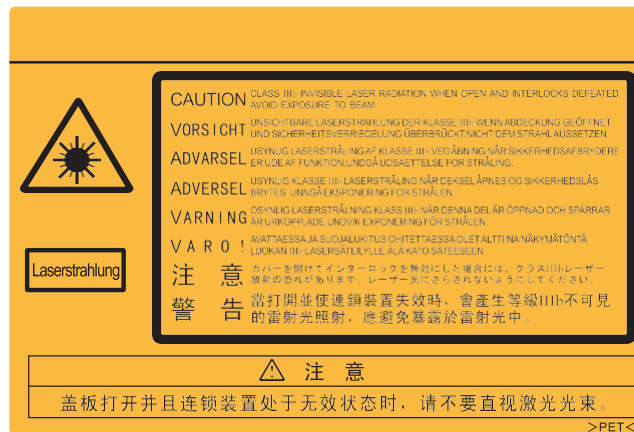 CAUTION CLASS IIIb INVISIBLE LASER RADIATION WHEN OPEN AND INTERLOCKS DEFEATED
AVOID EXPOSURE TO BEAM.
VORSICHT UNSICHTBARE LASERSTRAHLUNG DER KLASSE IIIb WENN ABDECKUNG GEÖFFNET
UND SICHERHEITSVERRIEGELUNG ÜBERBRÜCKT.NICHT DEM STRAHL AUSSETZEN
ADVARSEL USYNLIG LASERSTRÅLING AF KLASSE IIIb VED ÅBNING NÅR SIKKERHEDSAFBRYDERE
ER UDE AF FUNKTION.UNDGÅ UDSAETTELSE FOR STRÅLING.
ADVERSEL USYNLIG KLASSE IIIb LASERSTRÅLING NÅR DEKSEL ÅPNES OG SIKKERHEDSLÅS
BRYTES. UNNGÅ EKSPONERING FOR STRÅLEN
VARNING OSYNLIG LASERSTRÅLNING KLASS IIIb NÄR DENNA DEL ÄR ÖPPNAD OCH SPÄRRAR
ÄR URKOPPLADE. UNDVIK EXPONERING FÖR STRÅLEN
VARO! AVATTAESSA JA SUOJALUKITUS OHITETTAESSA OLET ALTTIINA NÄKYMÄTÖNTÄ
LUOKAN IIIb LASERSÄTEILYLLE ÄLÄ KATO SÄTEESEEN
注意 カバーを開けてインターロックを無効にした場合には、クラスIIIbレーザー
放射の恐れがあります。レーザー光にさらされないようにしてください。
警告 當打開並使連鎖裝置失效時，會產生等級IIIb不可見
的雷射光照射，應避免暴露於雷射光中。
Laserstrahlung
注意
盖板打开并且连锁装置处于无效状态时，请不要直视激光光束。
>PET<